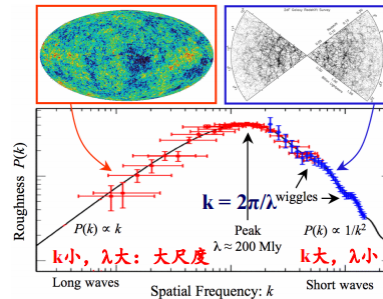 2dF Galaxy Redshift Survey
Roughness P(k)
k = 2π/λ
wiggles
P(k) ∝ k
Peak
λ ≈ 200 Mly
P(k) ∝ 1/k²
k小，λ大：大尺度
k大，λ小
Long waves
Spatial Frequency: k
Short waves